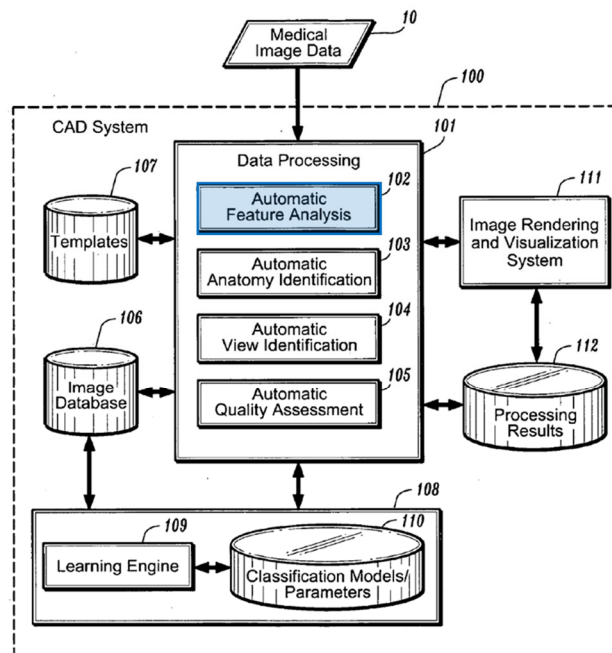 Medical
Image Data
10
100
CAD System
101
Data Processing
107
Templates
102
Automatic
Feature Analysis
103
Automatic
Anatomy Identification
104
Automatic
View Identification
105
Automatic
Quality Assessment
111
Image Rendering
and Visualization
System
106
Image
Database
112
Processing
Results
108
109
Learning Engine
110
Classification Models/
Parameters